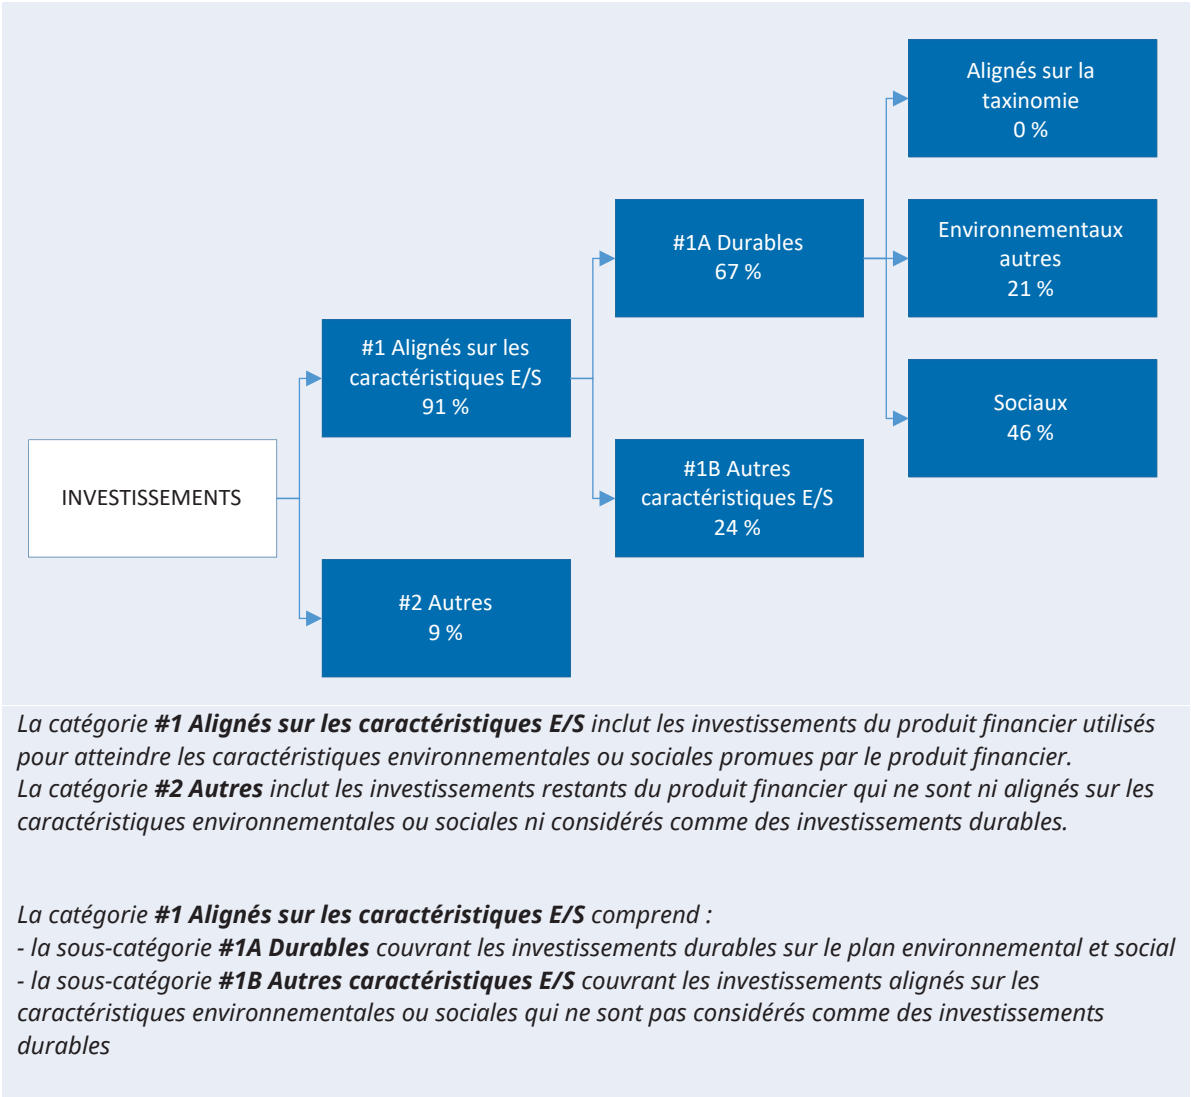 Alignés sur la
taxinomie
0 %
#1A Durables
67 %
Environnementaux
autres
21 %
#1 Alignés sur les
caractéristiques E/S
91 %
Sociaux
46 %
INVESTISSEMENTS
#1B Autres
caractéristiques E/S
24 %
#2 Autres
9 %
La catégorie #1 Alignés sur les caractéristiques E/S inclut les investissements du produit financier utilisés
pour atteindre les caractéristiques environnementales ou sociales promues par le produit financier.
La catégorie #2 Autres inclut les investissements restants du produit financier qui ne sont ni alignés sur les
caractéristiques environnementales ou sociales ni considérés comme des investissements durables.
La catégorie #1 Alignés sur les caractéristiques E/S comprend :
- la sous-catégorie #1A Durables couvrant les investissements durables sur le plan environnemental et social
- la sous-catégorie #1B Autres caractéristiques E/S couvrant les investissements alignés sur les
caractéristiques environnementales ou sociales qui ne sont pas considérés comme des investissements
durables